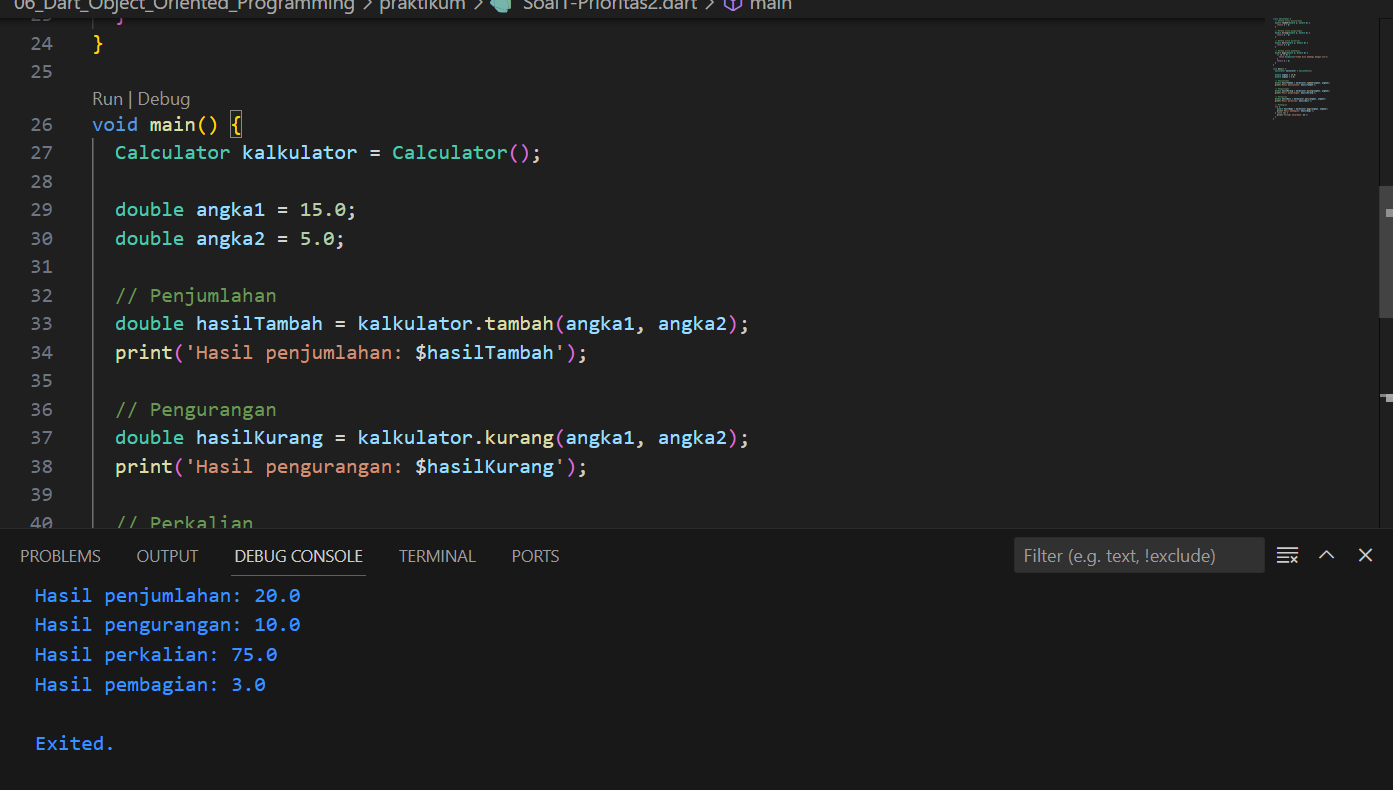 06_Dart_Object_Oriented_Programming > praktikum > Soal1-Prioritas2.dart > main
23 }
24 }
25
Run | Debug
26 void main() {
27 Calculator kalkulator = Calculator();
28
29 double angka1 = 15.0;
30 double angka2 = 5.0;
31
32 // Penjumlahan
33 double hasilTambah = kalkulator.tambah(angka1, angka2);
34 print('Hasil penjumlahan: $hasilTambah');
35
36 // Pengurangan
37 double hasilKurang = kalkulator.kurang(angka1, angka2);
38 print('Hasil pengurangan: $hasilKurang');
39
40 // Perkalian
PROBLEMS OUTPUT DEBUG CONSOLE TERMINAL PORTS Filter (e.g. text, !exclude)
Hasil penjumlahan: 20.0
Hasil pengurangan: 10.0
Hasil perkalian: 75.0
Hasil pembagian: 3.0
Exited.